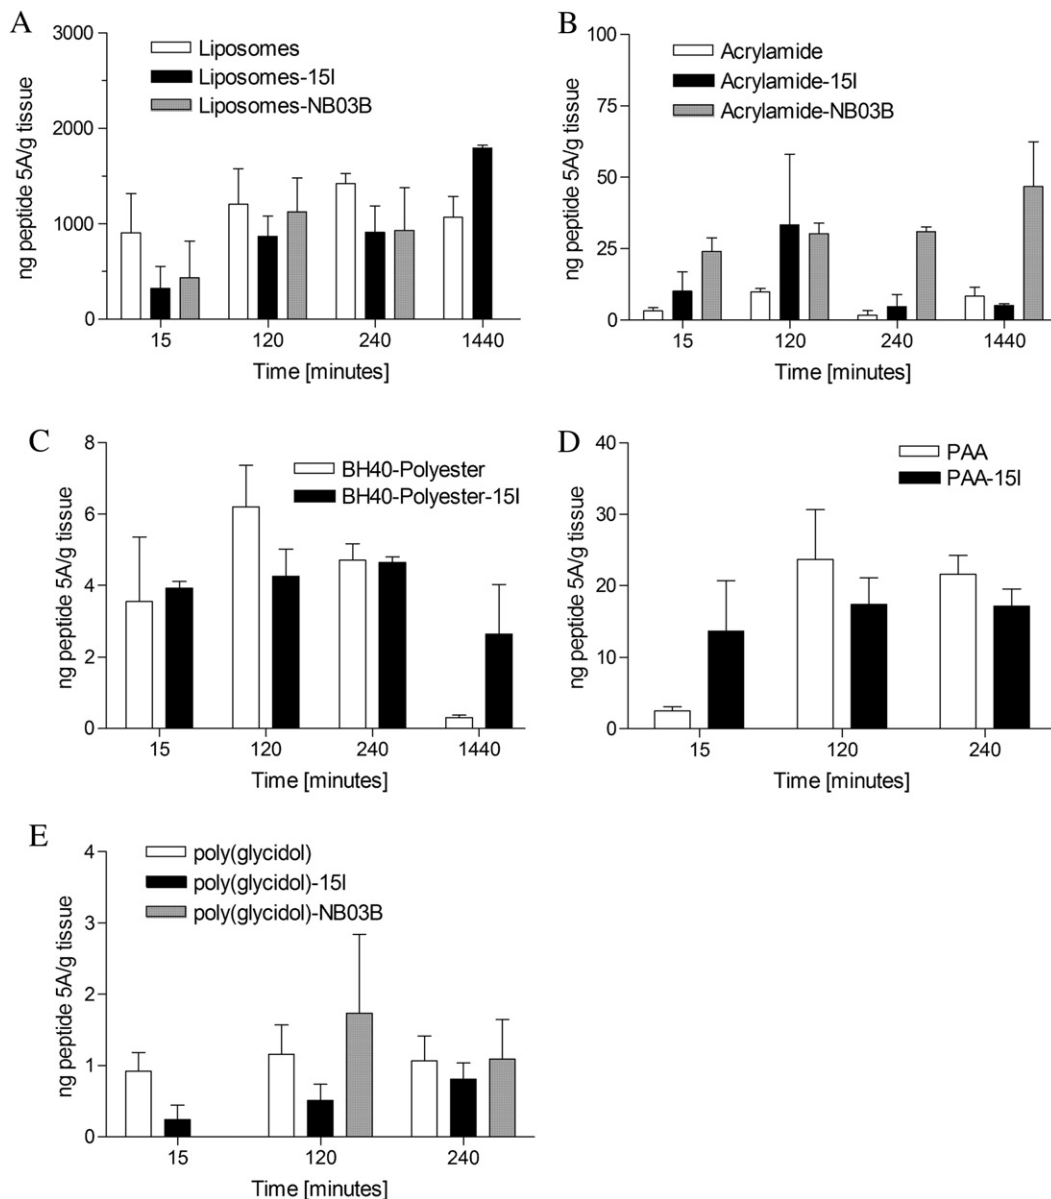 A
ng peptide 5A/g tissue
3000
2000
1000
0
Liposomes
Liposomes-15I
Liposomes-NB03B
15 120 240 1440
Time [minutes]
B
ng peptide 5A/g tissue
100
75
50
25
0
Acrylamide
Acrylamide-15I
Acrylamide-NB03B
15 120 240 1440
Time [minutes]
C
ng peptide 5A/g tissue
8
6
4
2
0
BH40-Polyester
BH40-Polyester-15I
15 120 240 1440
Time [minutes]
D
ng peptide 5A/g tissue
40
30
20
10
0
PAA
PAA-15I
15 120 240
Time [minutes]
E
ng peptide 5A/g tissue
4
3
2
1
0
poly(glycidol)
poly(glycidol)-15I
poly(glycidol)-NB03B
15 120 240
Time [minutes]